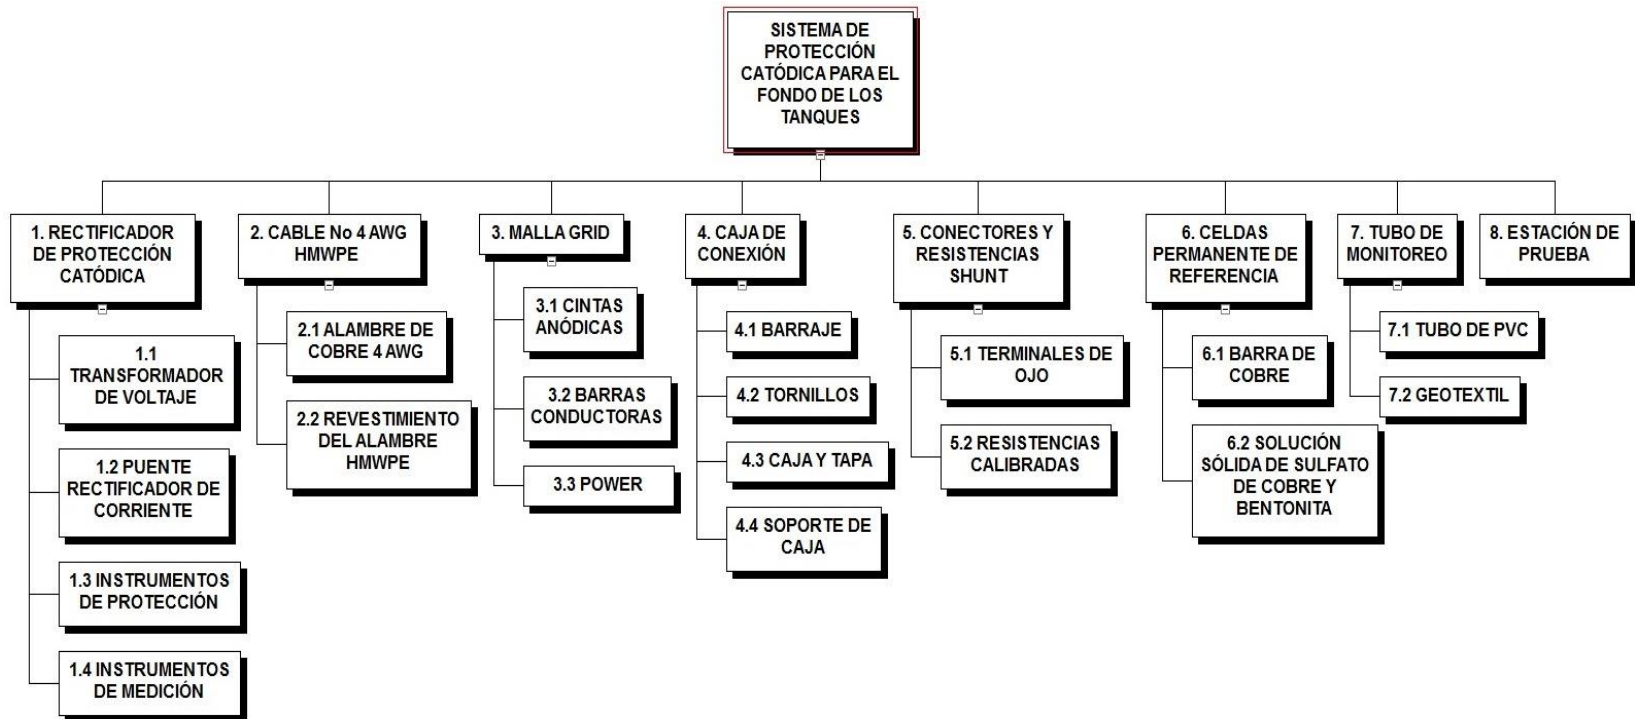 SISTEMA DE
PROTECCIÓN
CATÓDICA PARA EL
FONDO DE LOS
TANQUES
1. RECTIFICADOR
DE PROTECCIÓN
CATÓDICA
1.1
TRANSFORMADOR
DE VOLTAJE
1.2 PUENTE
RECTIFICADOR DE
CORRIENTE
1.3 INSTRUMENTOS
DE PROTECCIÓN
1.4 INSTRUMENTOS
DE MEDICIÓN
2. CABLE No 4 AWG
HMWPE
2.1 ALAMBRE DE
COBRE 4 AWG
2.2 REVESTIMIENTO
DEL ALAMBRE
HMWPE
3. MALLA GRID
3.1 CINTAS
ANÓDICAS
3.2 BARRAS
CONDUCTORAS
3.3 POWER
4. CAJA DE
CONEXIÓN
4.1 BARRAJE
4.2 TORNILLOS
4.3 CAJA Y TAPA
4.4 SOPORTE DE
CAJA
5. CONECTORES Y
RESISTENCIAS
SHUNT
5.1 TERMINALES DE
OJO
5.2 RESISTENCIAS
CALIBRADAS
6. CELDAS
PERMANENTE DE
REFERENCIA
6.1 BARRA DE
COBRE
6.2 SOLUCIÓN
SÓLIDA DE SULFATO
DE COBRE Y
BENTONITA
7. TUBO DE
MONITOREO
7.1 TUBO DE PVC
7.2 GEOTEXTIL
8. ESTACIÓN DE
PRUEBA